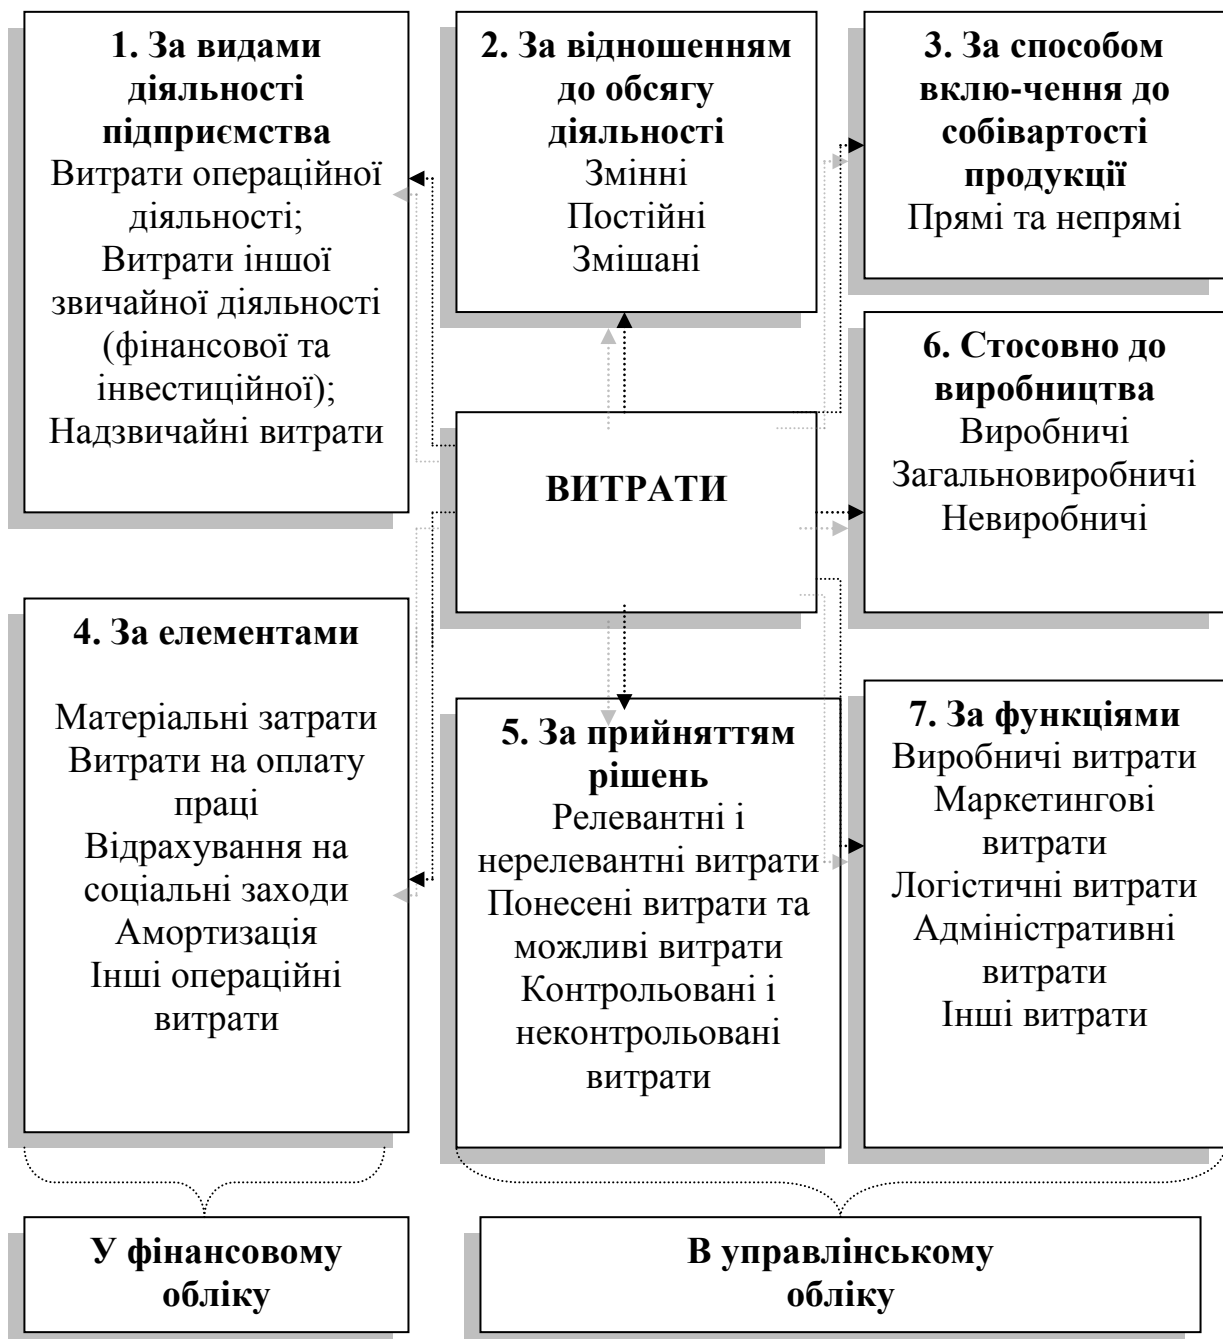 1. За видами
діяльності
підприємства
Витрати операційної
діяльності;
Витрати іншої
звичайної діяльності
(фінансової та
інвестиційної);
Надзвичайні витрати
2. За відношенням
до обсягу
діяльності
Змінні
Постійні
Змішані
3. За способом
вклю-чення до
собівартості
продукції
Прямі та непрямі
ВИТРАТИ
6. Стосовно до
виробництва
Виробничі
Загальновиробничі
Невиробничі
4. За елементами
Матеріальні затрати
Витрати на оплату
праці
Відрахування на
соціальні заходи
Амортизація
Інші операційні
витрати
5. За прийняттям
рішень
Релевантні і
нерелевантні витрати
Понесені витрати та
можливі витрати
Контрольовані і
неконтрольовані
витрати
7. За функціями
Виробничі витрати
Маркетингові
витрати
Логістичні витрати
Адміністративні
витрати
Інші витрати
У фінансовому
обліку
В управлінському
обліку